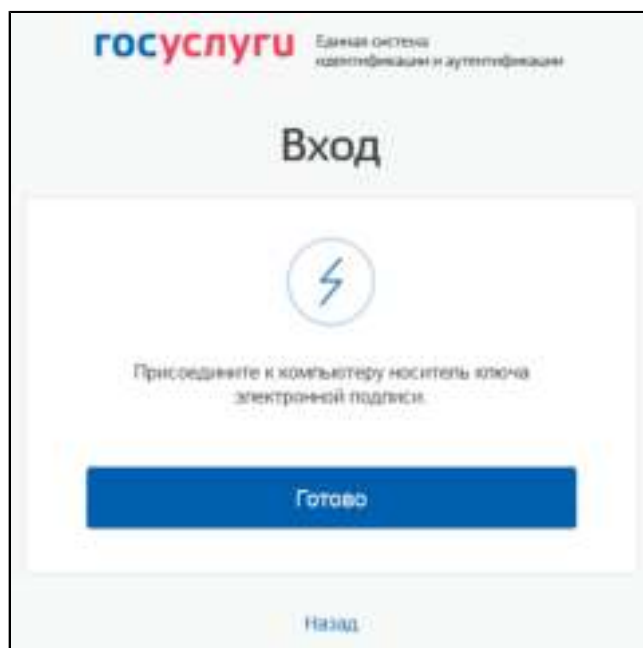 госуслуги
Единая система
идентификации и аутентификации
Вход
Присоедините к компьютеру носитель ключа
электронной подписи.
Готово
Назад